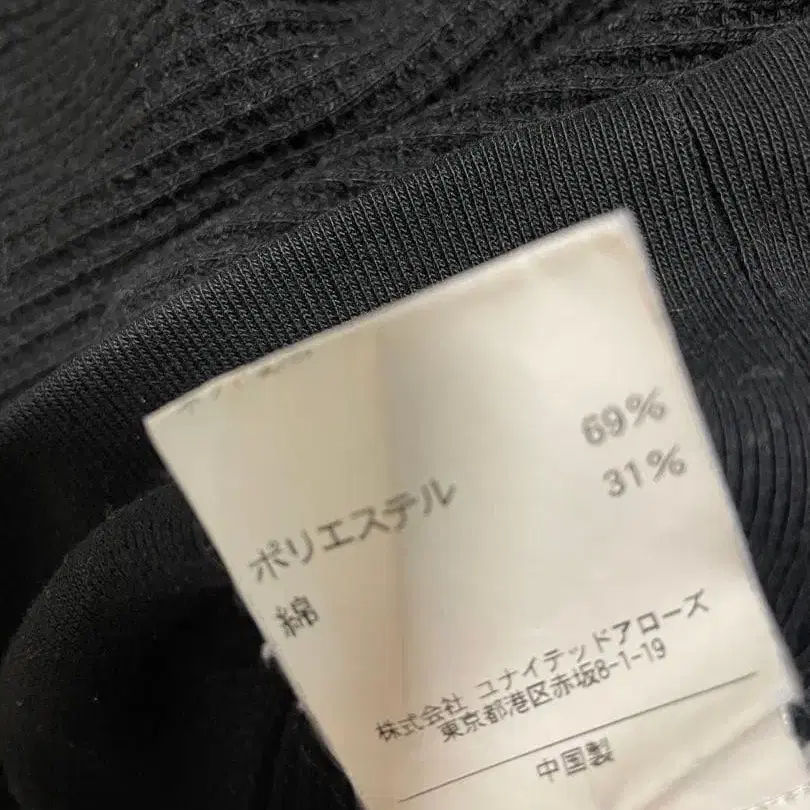 ポリエステル 69%
綿 31%
株式会社 ユナイテッドアローズ
東京都港区赤坂8-1-19
中国製